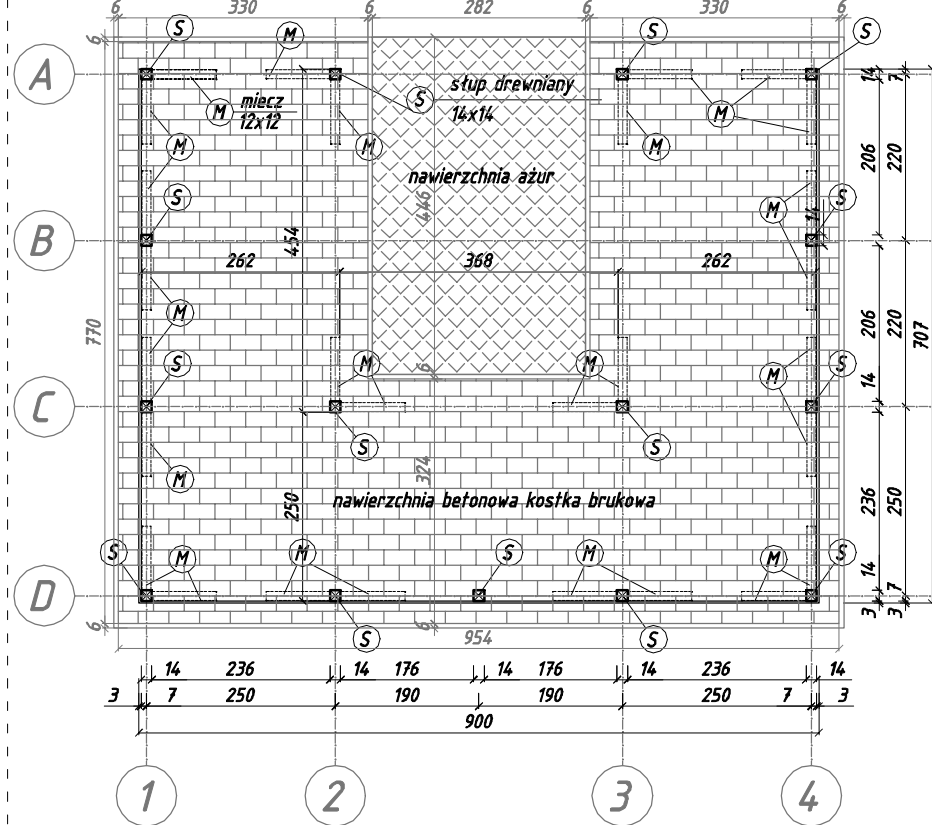 6 330 6 282 6 330 6
6
S M S S
A
słup drewniany
14x14
S
miecz
12x12
M M 14 7
M M M M
206 220
nawierzchnia ażur
446
S M S
B
14
454
262 368 262
770
M
206 220 707
6
S M M M S
14
C
S S
M
324
236 250
nawierzchnia betonowa kostka brukowa
250
S M M S M M S
14 7
D
3 3
6 6
S S
954
14 236 14 176 14 176 14 236 14
3 7 250 190 190 250 7 3
900
1 2 3 4